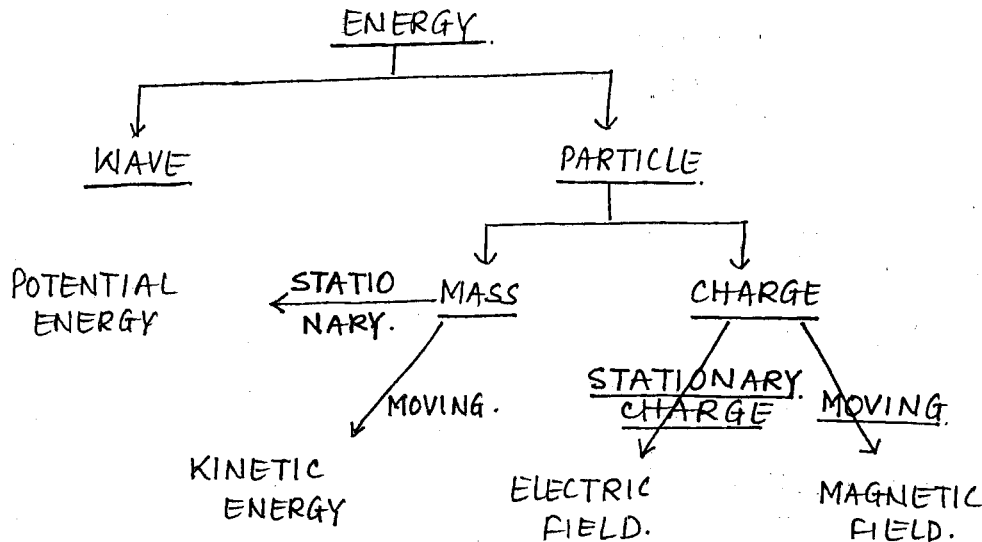 ENERGY.
WAVE
PARTICLE.
POTENTIAL
ENERGY
STATIO
NARY.
MASS
CHARGE
MOVING.
STATIONARY.
CHARGE
MOVING.
KINETIC
ENERGY
ELECTRIC
FIELD.
MAGNETIC
FIELD.